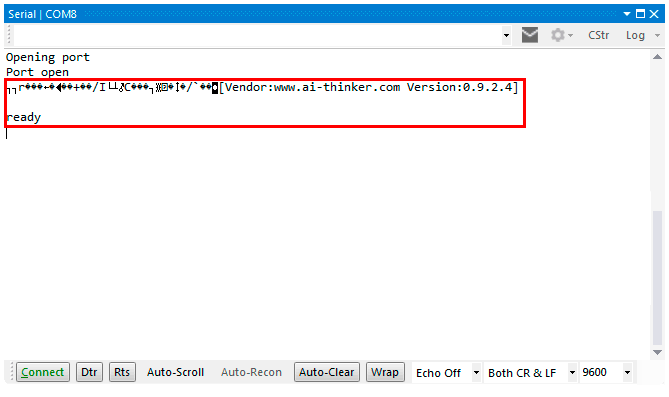 Serial | COM8
CStr
Log
Opening port
Port open
[Vendor:www.ai-thinker.com Version:0.9.2.4]
ready
Connect Dtr Rts Auto-Scroll Auto-Recon Auto-Clear Wrap Echo Off Both CR & LF 9600